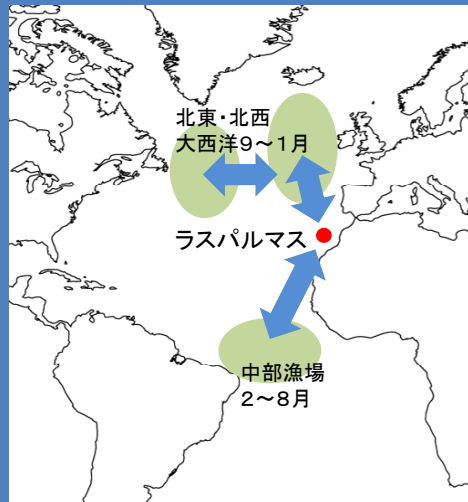 北東・北西
大西洋9～1月
ラスパルマス
中部漁場
2～8月